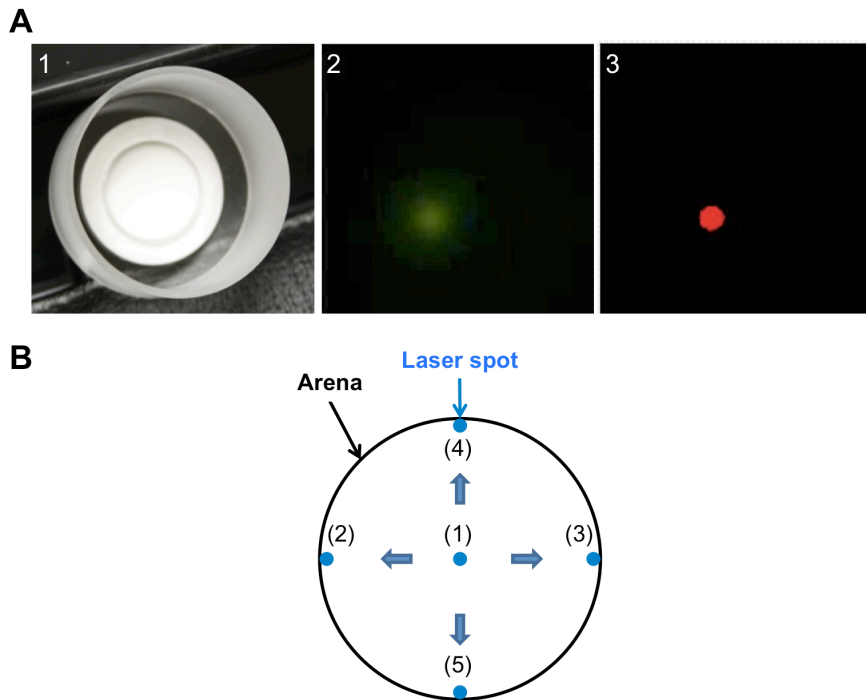 A
1
2
3
B
Laser spot
Arena
(4)
(2)
(1)
(3)
(5)